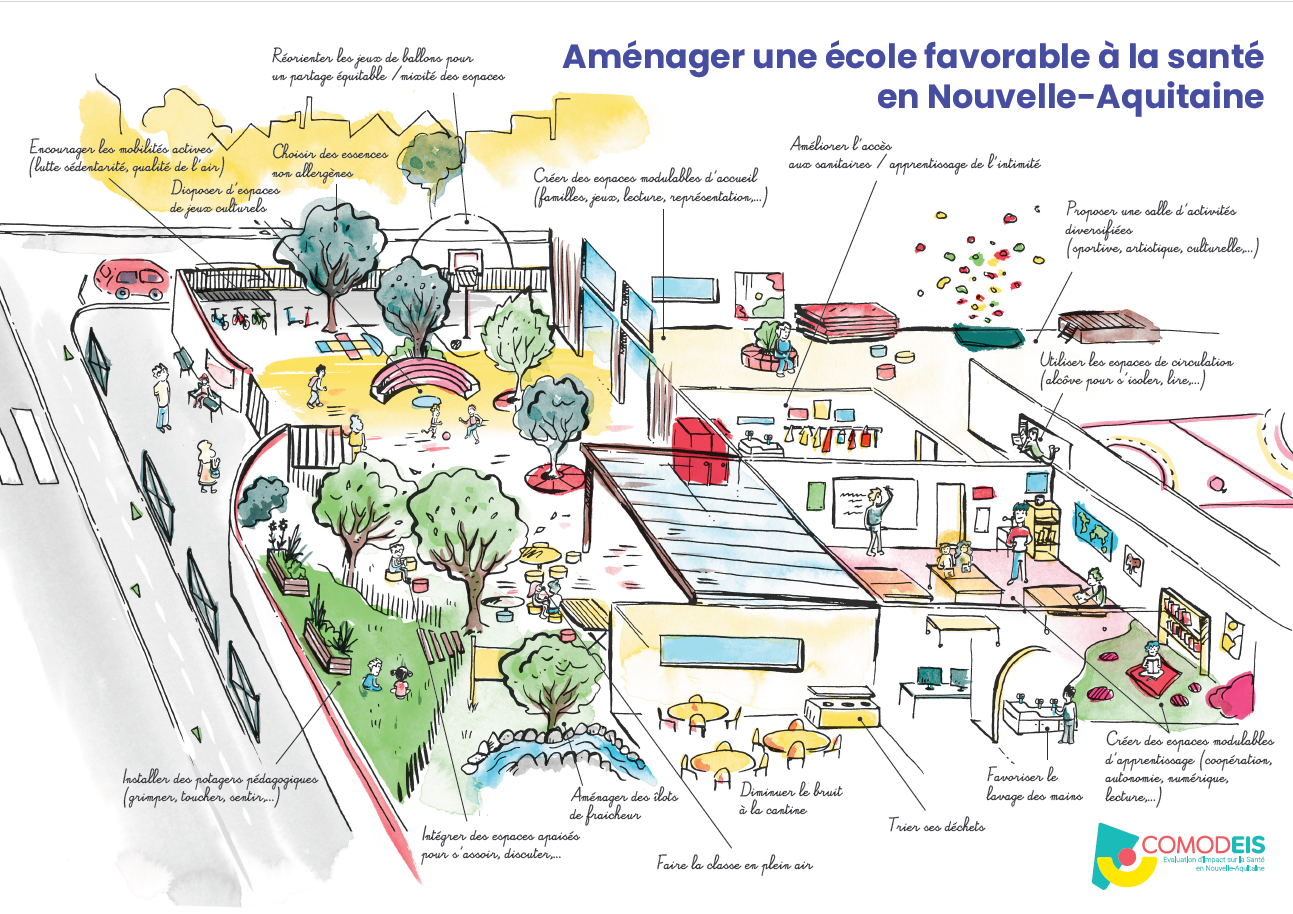 Aménager une école favorable à la santé
en Nouvelle-Aquitaine
Réorienter les jeux de ballons pour
un partage équitable / mixité des espaces
Encourager les mobilités actives
(lutte sédentarité, qualité de l'air)
Choisir des essences
non allergènes
Disposer d'espaces
de jeux culturels
Créer des espaces modulables d'accueil
(familles, jeux, lecture, représentation,...)
Améliorer l'accès
aux sanitaires / apprentissage de l'intimité
Proposer une salle d'activités
diversifiées
(sportive, artistique, culturelle,...)
Utiliser les espaces de circulation
(alcôve pour s'isoler, lire,...)
Installer des potagers pédagogiques
(grimper, toucher, sentir,...)
Intégrer des espaces apaisés
pour s'assoir, discuter,...
Aménager des îlots
de fraicheur
Faire la classe en plein air
Diminuer le bruit
à la cantine
Trier ses déchets
Favoriser le
lavage des mains
Créer des espaces modulables
d'apprentissage (coopération,
autonomie, numérique,
lecture,...)
COMODEIS
Evaluation d'Impact sur la Santé
en Nouvelle-Aquitaine